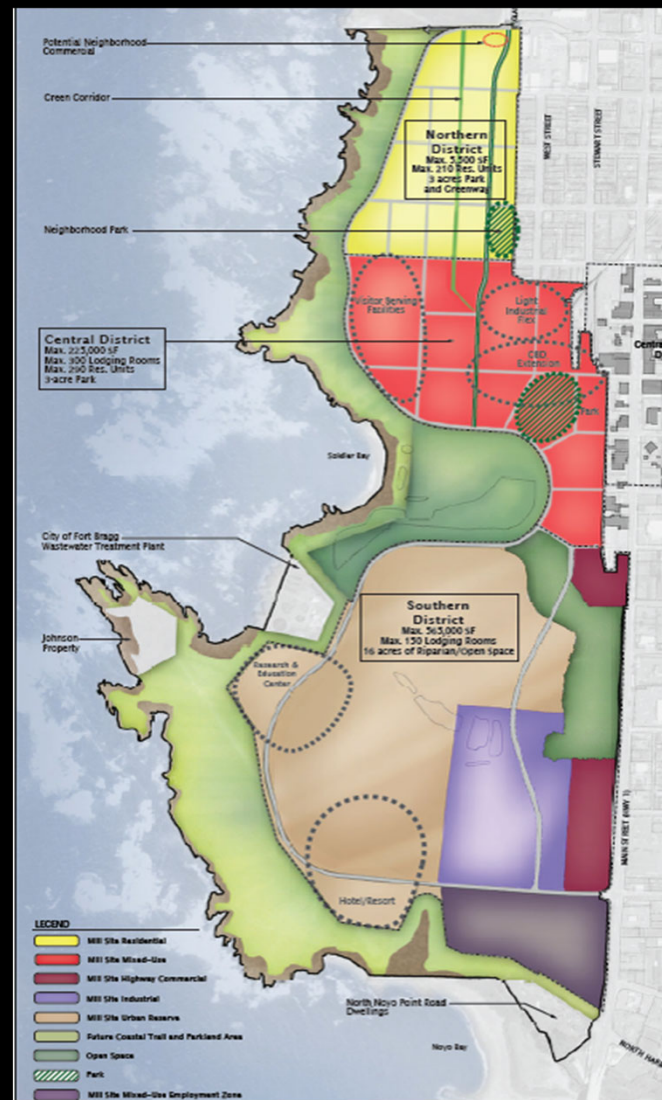 Potential Neighborhood
Commercial
Green Corridor
Northern
District
Max. 5,500 SF
Max. 210 Res. Units
3 acres Park
and Greenway
WEST STREET
STEWART STREET
Neighborhood Park
Visitor Serving
Facilities
Light
Industrial
Flex
Central District
Max. 225,000 SF
Max. 300 Lodging Rooms
Max. 290 Res. Units
3-acre Park
CBD
Extension
Park
Soldier Bay
City of Fort Bragg
Wastewater Treatment Plant
Southern
District
Max. 565,000 SF
Max. 150 Lodging Rooms
16 acres of Riparian/Open Space
Johnson
Property
Research &
Education
Center
MAIN STREET (HWY 1)
Hotel/Resort
LEGEND
Mill Site Residential
Mill Site Mixed-Use
Mill Site Highway Commercial
Mill Site Industrial
Mill Site Urban Reserve
Future Coastal Trail and Parkland Area
Open Space
Park
Mill Site Mixed-Use Employment Zone
North Noyo Point Road
Dwellings
Noyo Bay